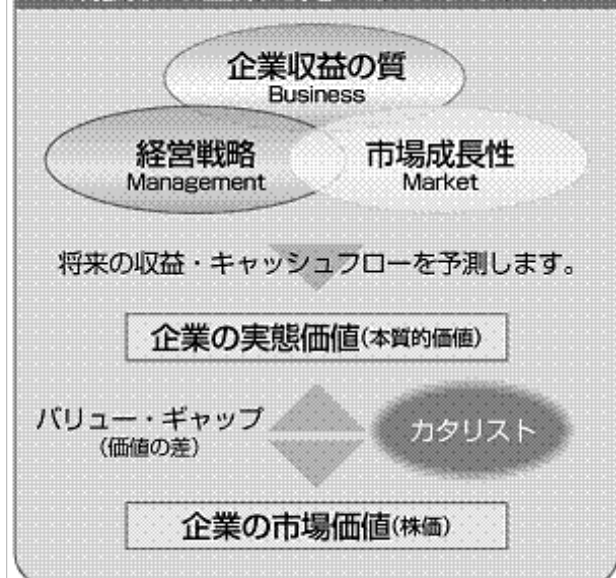 企業収益の質
Business
経営戦略
Management
市場成長性
Market
将来の収益・キャッシュフローを予測します。
企業の実態価値(本質的価値)
バリュー・ギャップ
(価値の差)
カタリスト
企業の市場価値(株価)